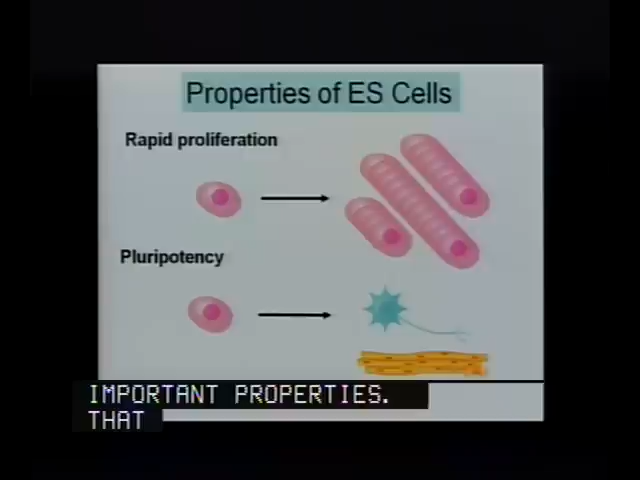 Properties of ES Cells
Rapid proliferation
Pluripotency
IMPORTANT PROPERTIES.
THAT